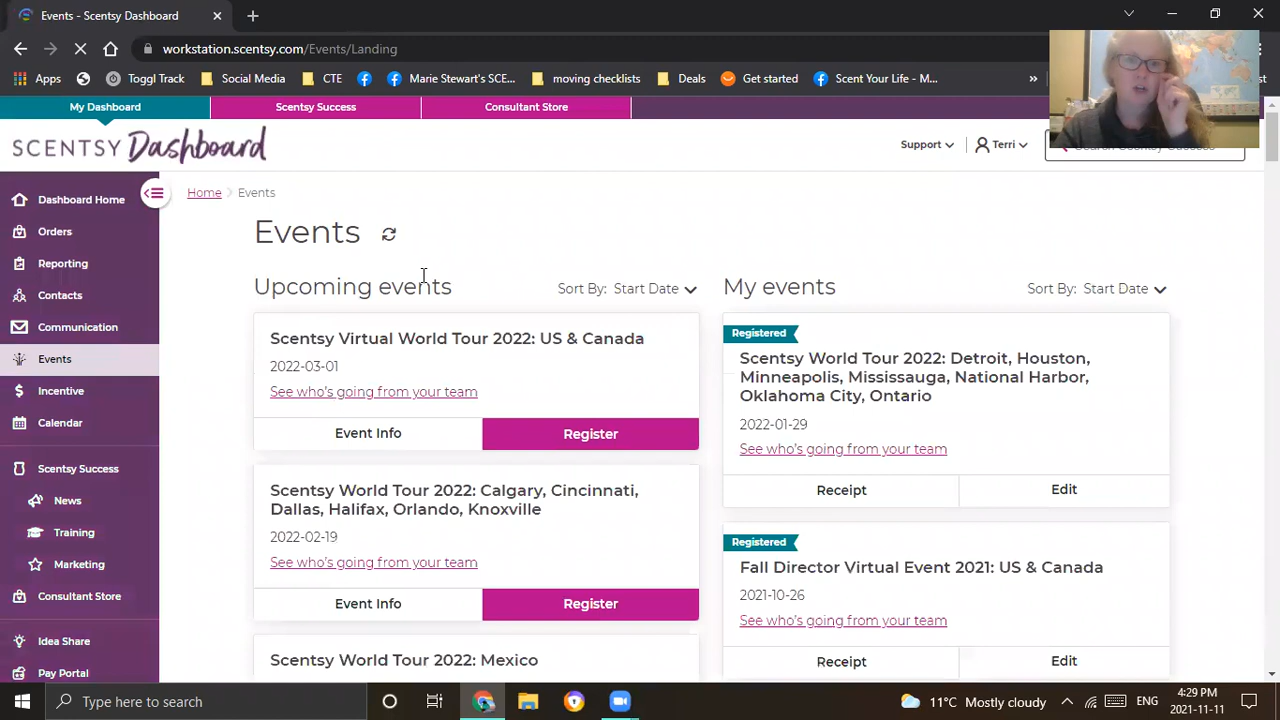 Events - Scentsy Dashboard
workstation.scentsy.com/Events/Landing
Apps
Toggl Track
Social Media
CTE
Marie Stewart's SCE...
moving checklists
Deals
Get started
Scent Your Life - M...
»
My Dashboard
Scentsy Success
Consultant Store
SCENTSY Dashboard
Support
Terri
Dashboard Home
Orders
Reporting
Contacts
Communication
Events
Incentive
Calendar
Scentsy Success
News
Training
Marketing
Consultant Store
Idea Share
Pay Portal
Home > Events
Events
Upcoming events
Sort By: Start Date
Scentsy Virtual World Tour 2022: US & Canada
2022-03-01
See who's going from your team
Event Info
Register
Scentsy World Tour 2022: Calgary, Cincinnati,
Dallas, Halifax, Orlando, Knoxville
2022-02-19
See who's going from your team
Event Info
Register
Scentsy World Tour 2022: Mexico
My events
Sort By: Start Date
Registered
Scentsy World Tour 2022: Detroit, Houston,
Minneapolis, Mississauga, National Harbor,
Oklahoma City, Ontario
2022-01-29
See who's going from your team
Receipt
Edit
Registered
Fall Director Virtual Event 2021: US & Canada
2021-10-26
See who's going from your team
Receipt
Edit
Type here to search
11°C Mostly cloudy
ENG
4:29 PM
2021-11-11